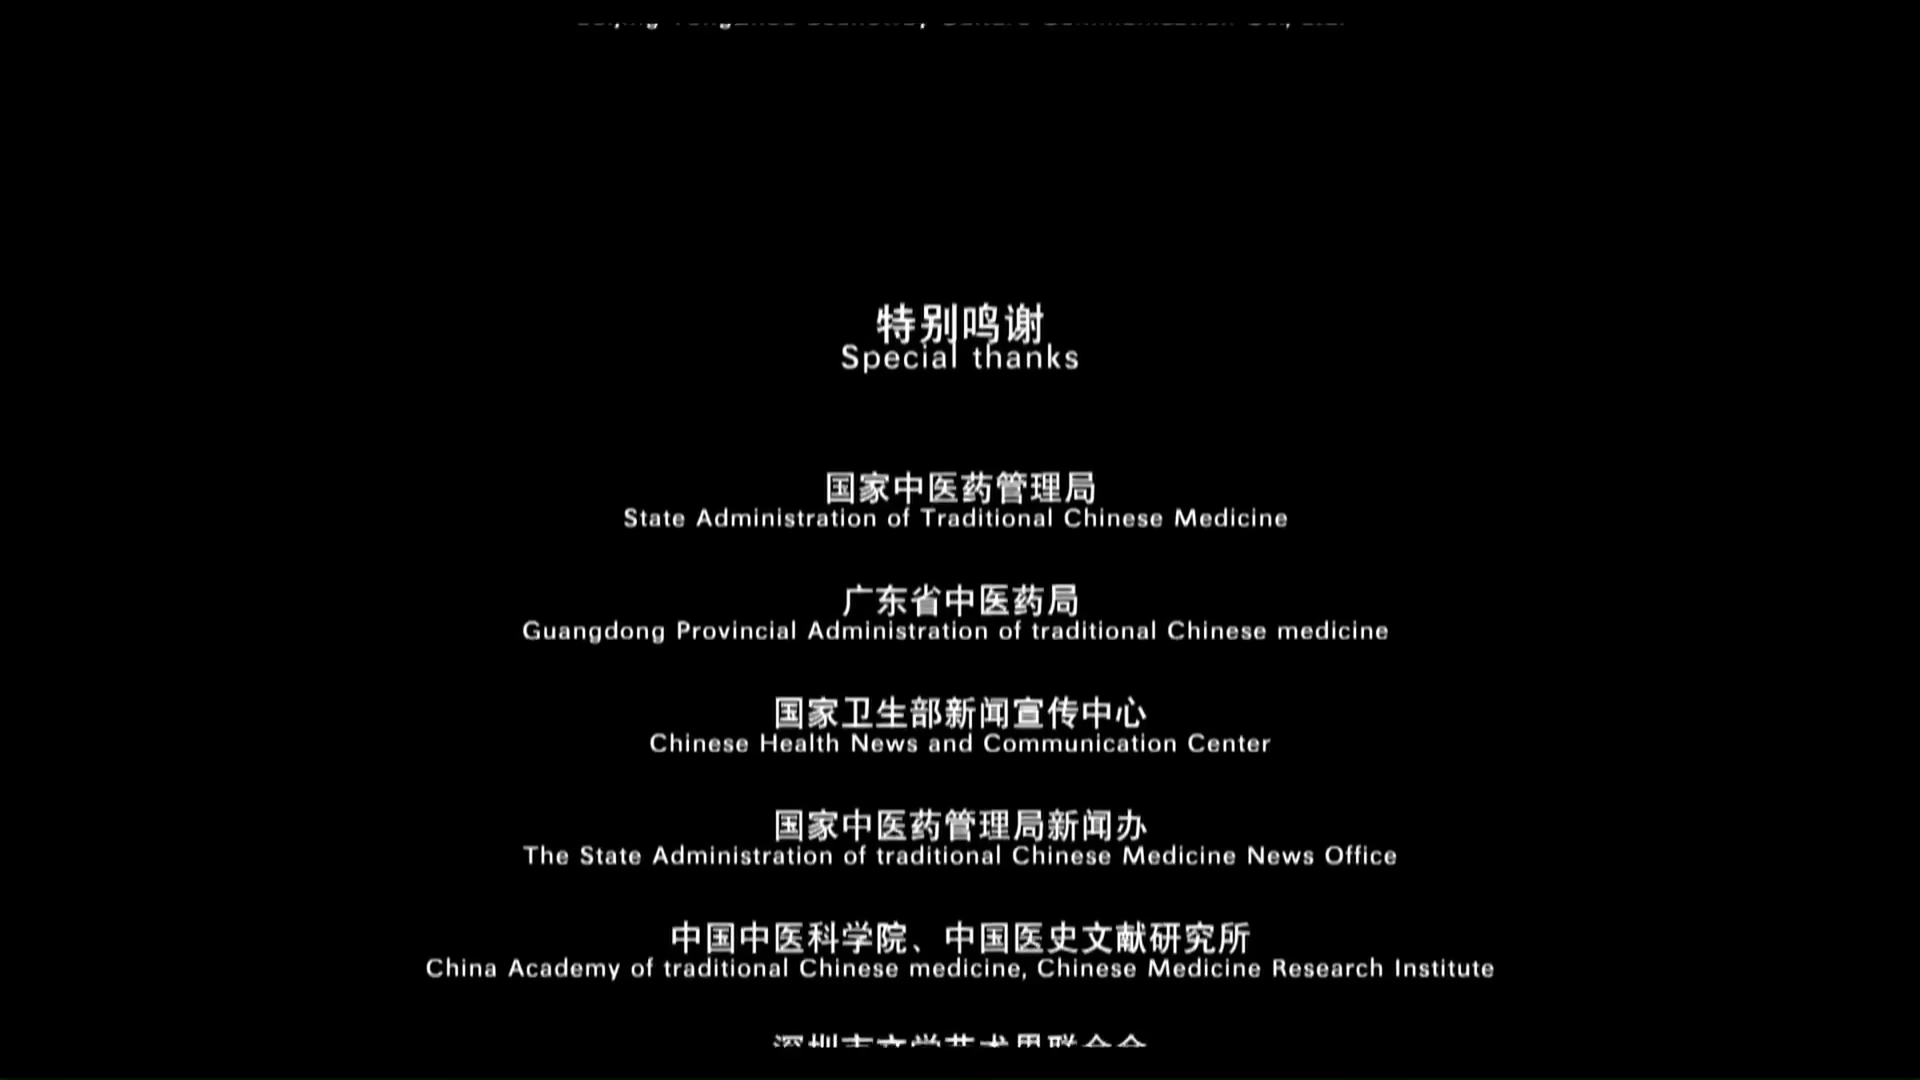 特别鸣谢
Special thanks
国家中医药管理局
State Administration of Traditional Chinese Medicine
广东省中医药局
Guangdong Provincial Administration of traditional Chinese medicine
国家卫生部新闻宣传中心
Chinese Health News and Communication Center
国家中医药管理局新闻办
The State Administration of traditional Chinese Medicine News Office
中国中医科学院、中国医史文献研究所
China Academy of traditional Chinese medicine, Chinese Medicine Research Institute